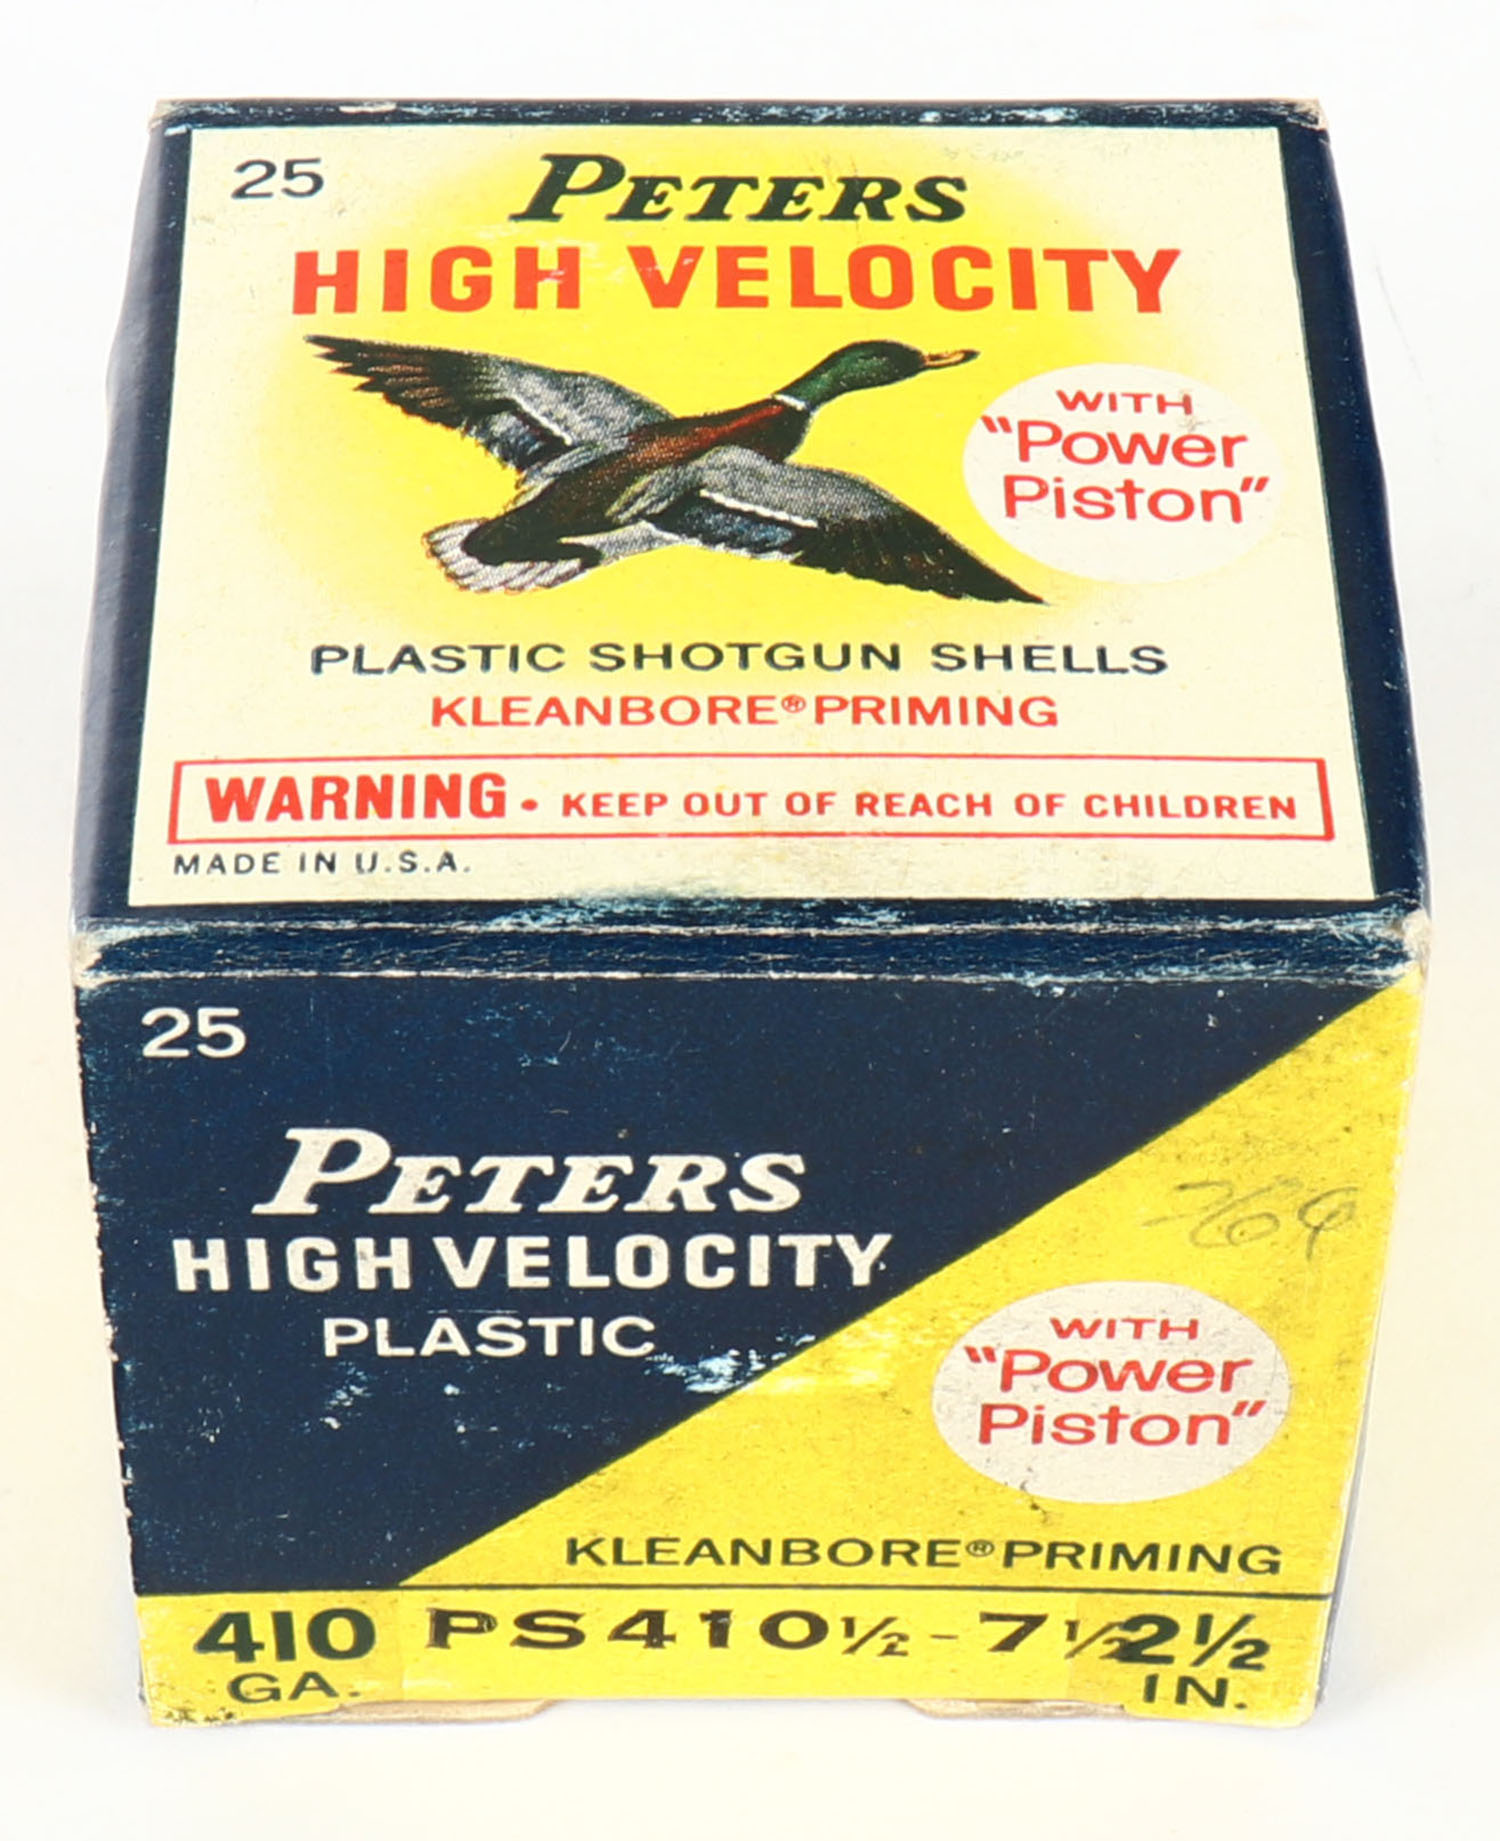 25
PETERS
HIGH VELOCITY
WITH
"Power
Piston"
PLASTIC SHOTGUN SHELLS
KLEANBORE® PRIMING
WARNING • KEEP OUT OF REACH OF CHILDREN
MADE IN U.S.A.
25
PETERS
HIGH VELOCITY
PLASTIC
WITH
"Power
Piston"
KLEANBORE® PRIMING
410 PS410½ - 7½ 2½
GA. IN.